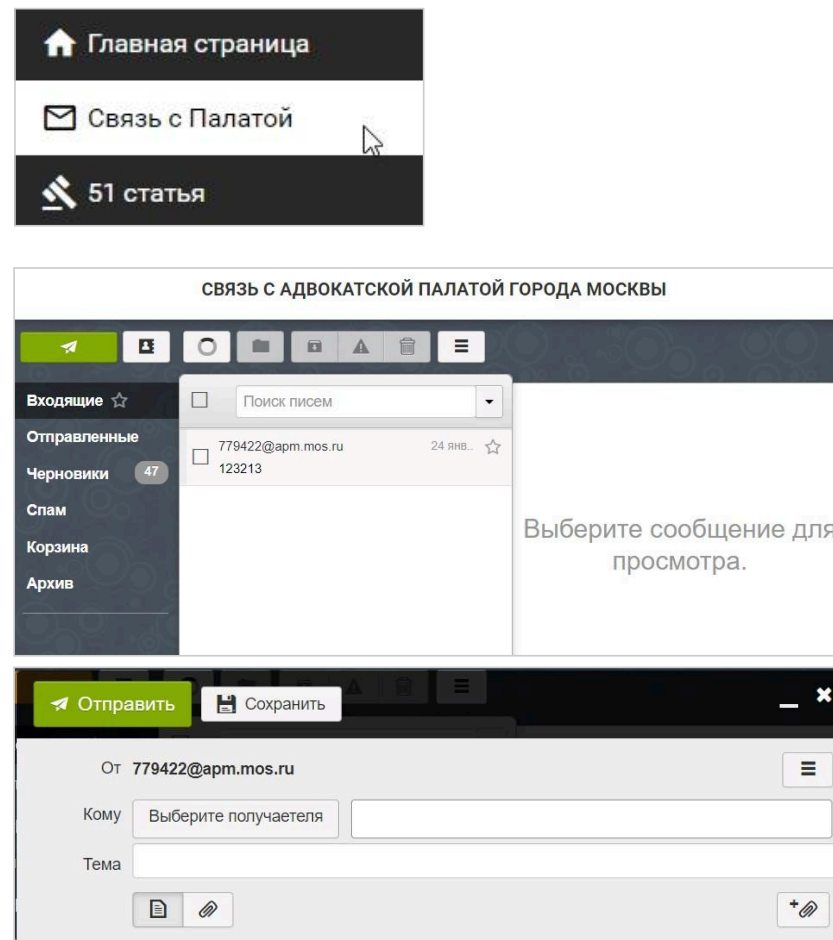 Главная страница
Связь с Палатой
51 статья
СВЯЗЬ С АДВОКАТСКОЙ ПАЛАТОЙ ГОРОДА МОСКВЫ
Входящие
Отправленные
Черновики 47
Спам
Корзина
Архив
Поиск писем
779422@apm.mos.ru 24 янв..
123213
Выберите сообщение для
просмотра.
Отправить Сохранить
От 779422@apm.mos.ru
Кому Выберите получаетеля
Тема